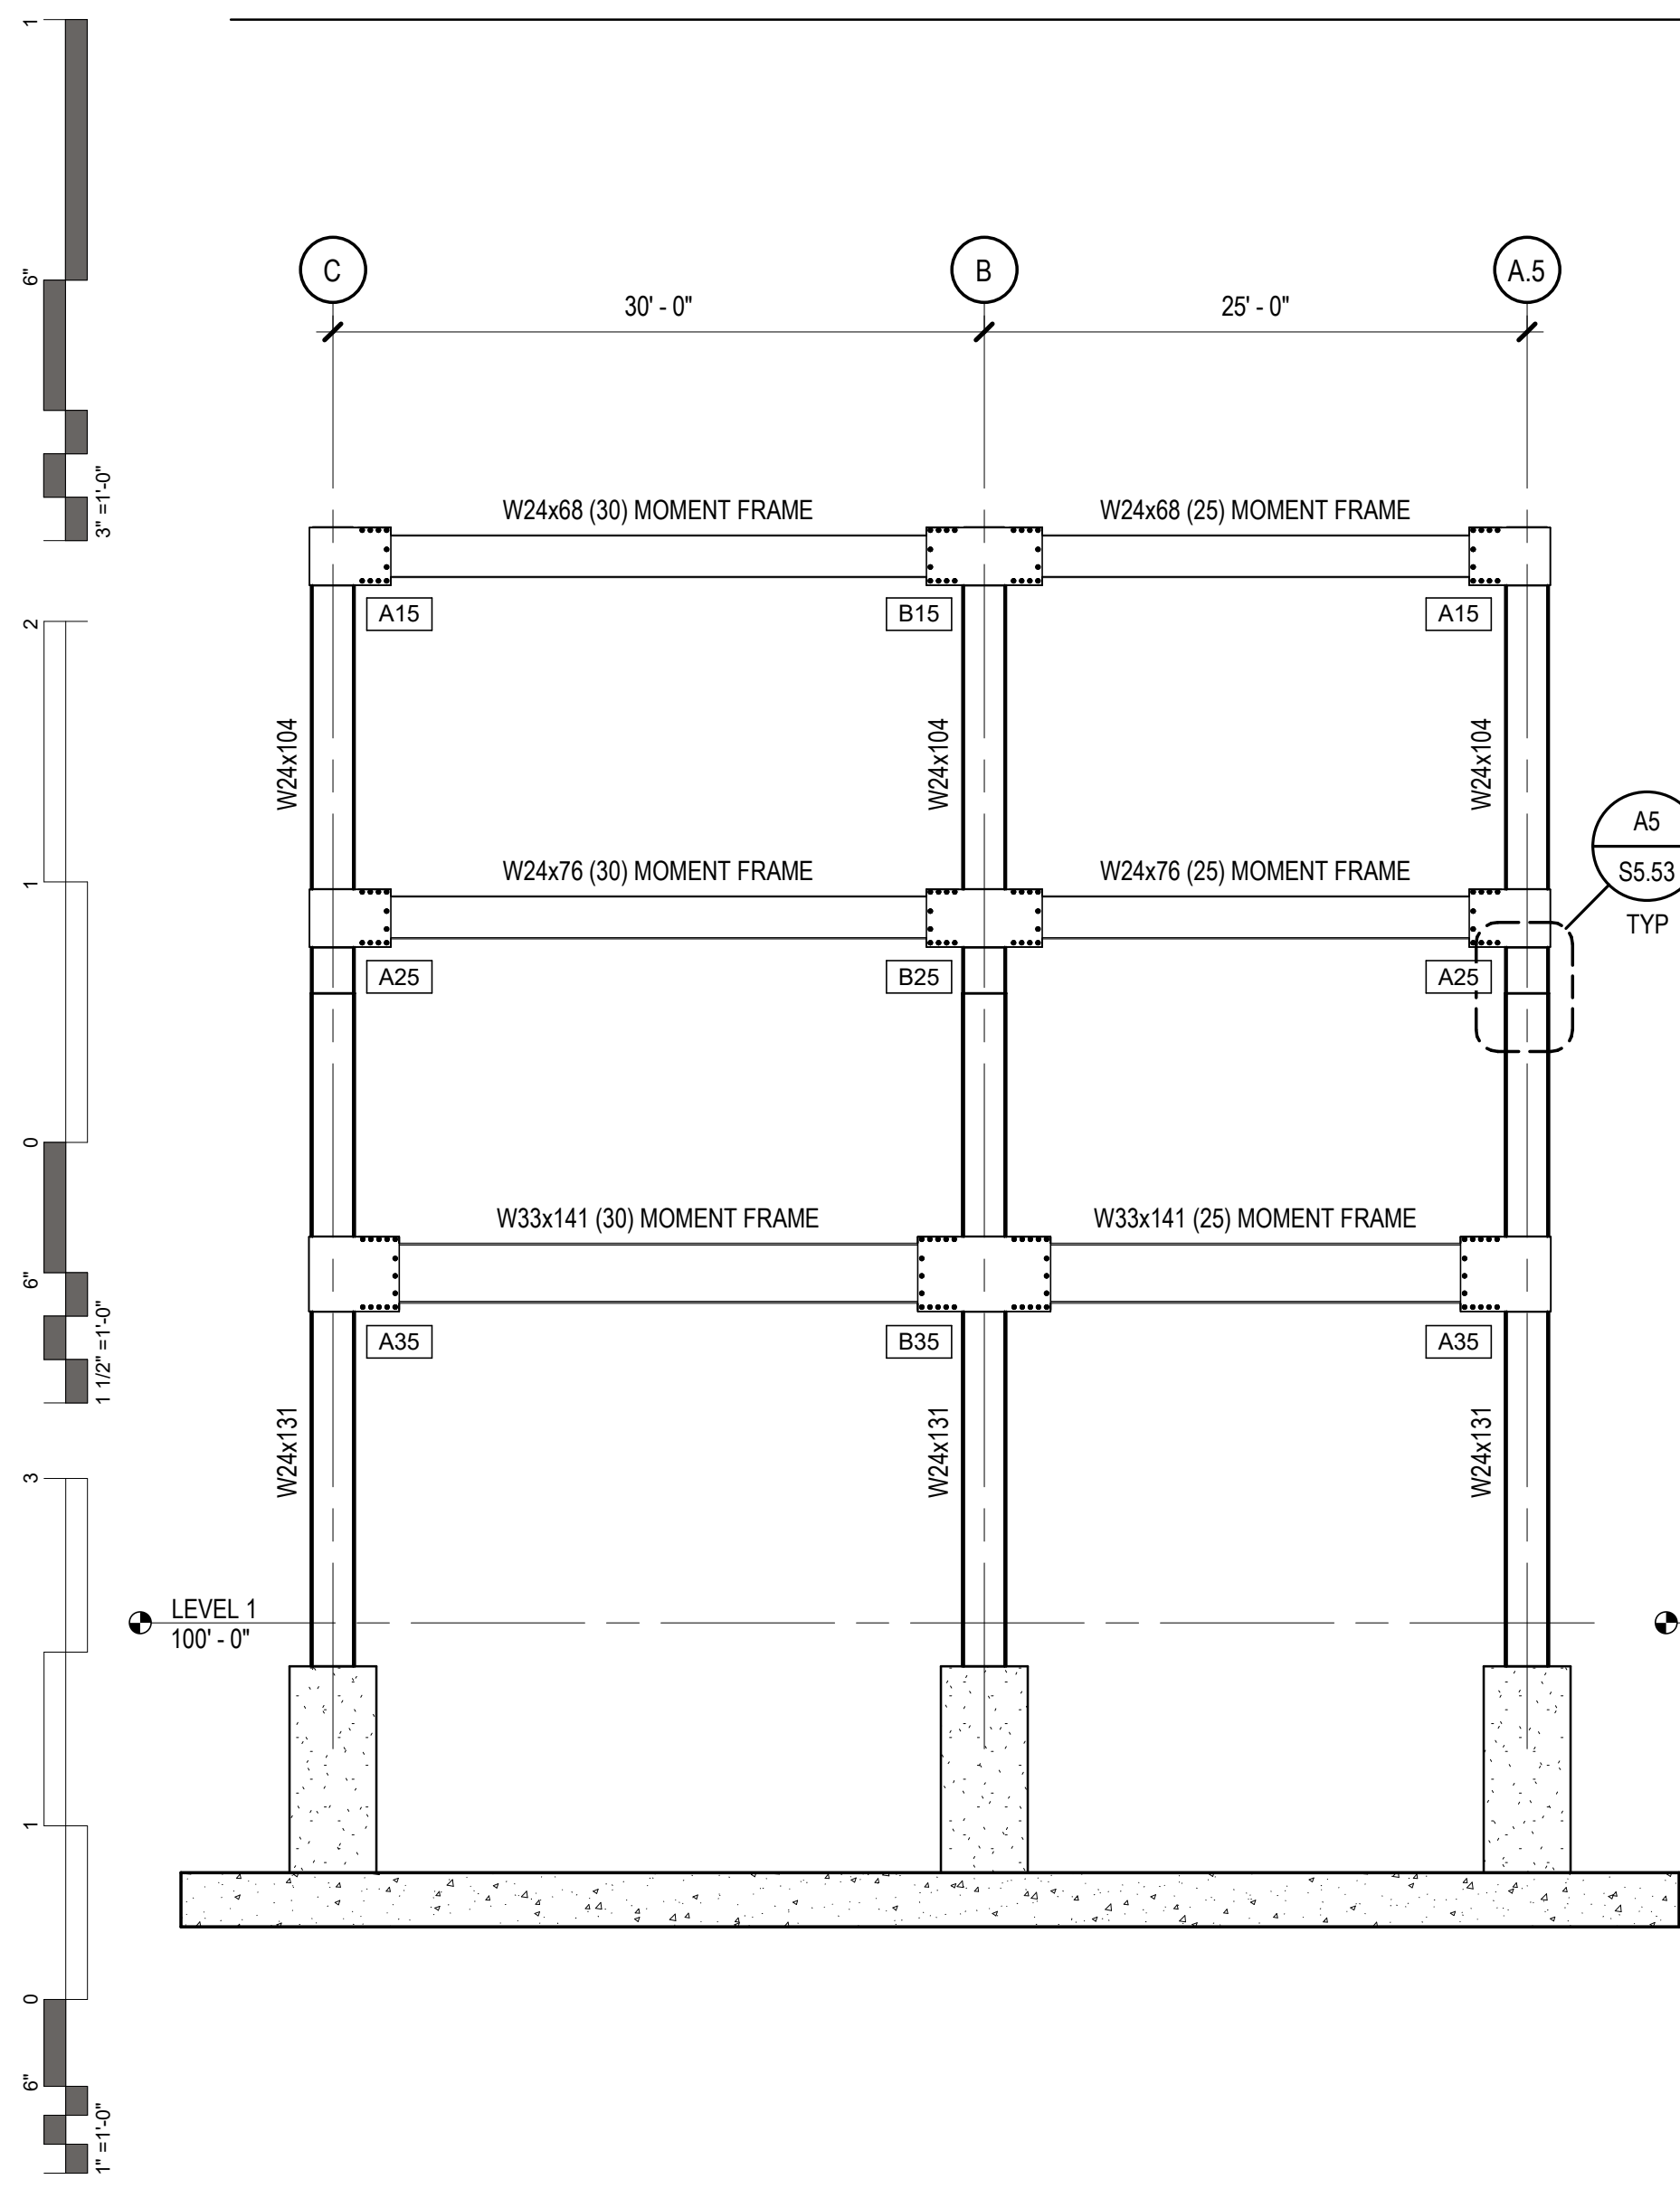 1
6"
3" =1'-0"
2
1
0
6"
1 1/2" =1'-0"
3
1
0
6"
1" =1'-0"
C
B
A.5
30' - 0"
25' - 0"
W24x68 (30) MOMENT FRAME
W24x68 (25) MOMENT FRAME
A15
B15
A15
W24x104
W24x104
W24x104
A5
S5.53
TYP
W24x76 (30) MOMENT FRAME
W24x76 (25) MOMENT FRAME
A25
B25
A25
W33x141 (30) MOMENT FRAME
W33x141 (25) MOMENT FRAME
A35
B35
A35
W24x131
W24x131
W24x131
LEVEL 1
100' - 0"